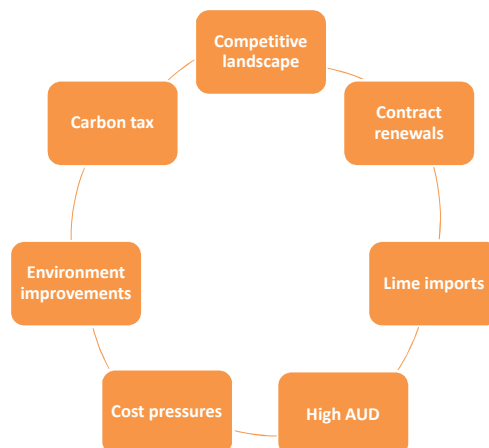 Competitive
landscape
Contract
renewals
Lime imports
High AUD
Cost pressures
Environment
improvements
Carbon tax